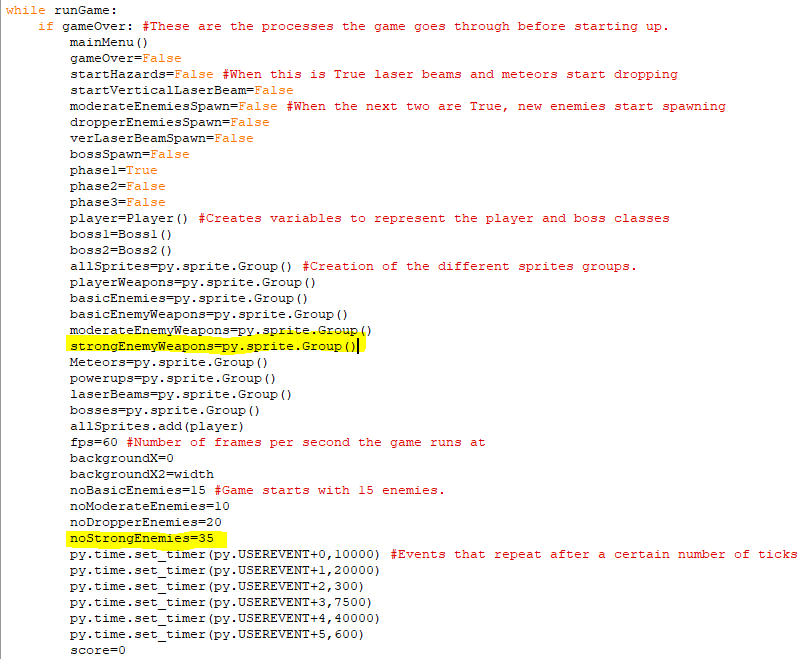 while runGame:
    if gameOver: #These are the processes the game goes through before starting up.
        mainMenu()
        gameOver=False
        startHazards=False #When this is True laser beams and meteors start dropping
        startVerticalLaserBeam=False
        moderateEnemiesSpawn=False #When the next two are True, new enemies start spawning
        dropperEnemiesSpawn=False
        verLaserBeamSpawn=False
        bossSpawn=False
        phase1=True
        phase2=False
        phase3=False
        player=Player() #Creates variables to represent the player and boss classes
        boss1=Boss1()
        boss2=Boss2()
        allSprites=py.sprite.Group() #Creation of the different sprites groups.
        playerWeapons=py.sprite.Group()
        basicEnemies=py.sprite.Group()
        basicEnemyWeapons=py.sprite.Group()
        moderateEnemyWeapons=py.sprite.Group()
        strongEnemyWeapons=py.sprite.Group()
        Meteors=py.sprite.Group()
        powerups=py.sprite.Group()
        laserBeams=py.sprite.Group()
        bosses=py.sprite.Group()
        allSprites.add(player)
        fps=60 #Number of frames per second the game runs at
        backgroundX=0
        backgroundX2=width
        noBasicEnemies=15 #Game starts with 15 enemies.
        noModerateEnemies=10
        noDropperEnemies=20
        noStrongEnemies=35
        py.time.set_timer(py.USEREVENT+0,10000) #Events that repeat after a certain number of ticks
        py.time.set_timer(py.USEREVENT+1,20000)
        py.time.set_timer(py.USEREVENT+2,300)
        py.time.set_timer(py.USEREVENT+3,7500)
        py.time.set_timer(py.USEREVENT+4,40000)
        py.time.set_timer(py.USEREVENT+5,600)
        score=0